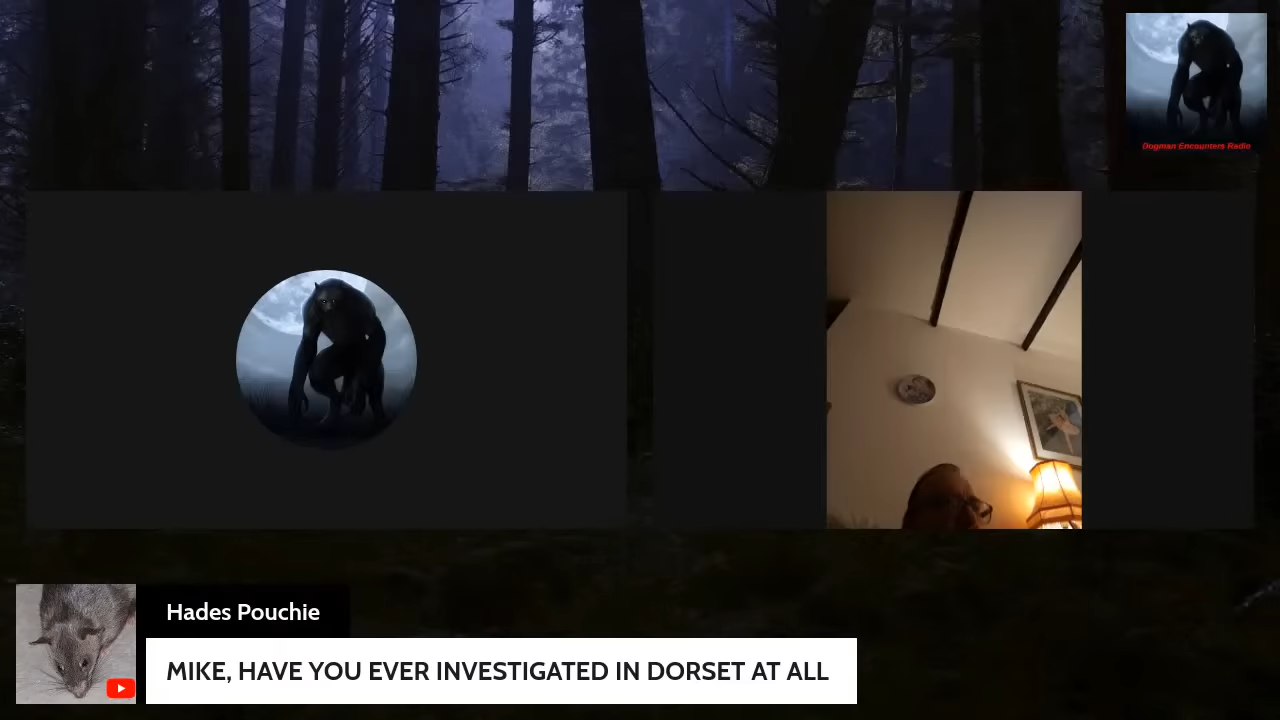 Dogman Encounters Radio
Hades Pouchie
MIKE, HAVE YOU EVER INVESTIGATED IN DORSET AT ALL